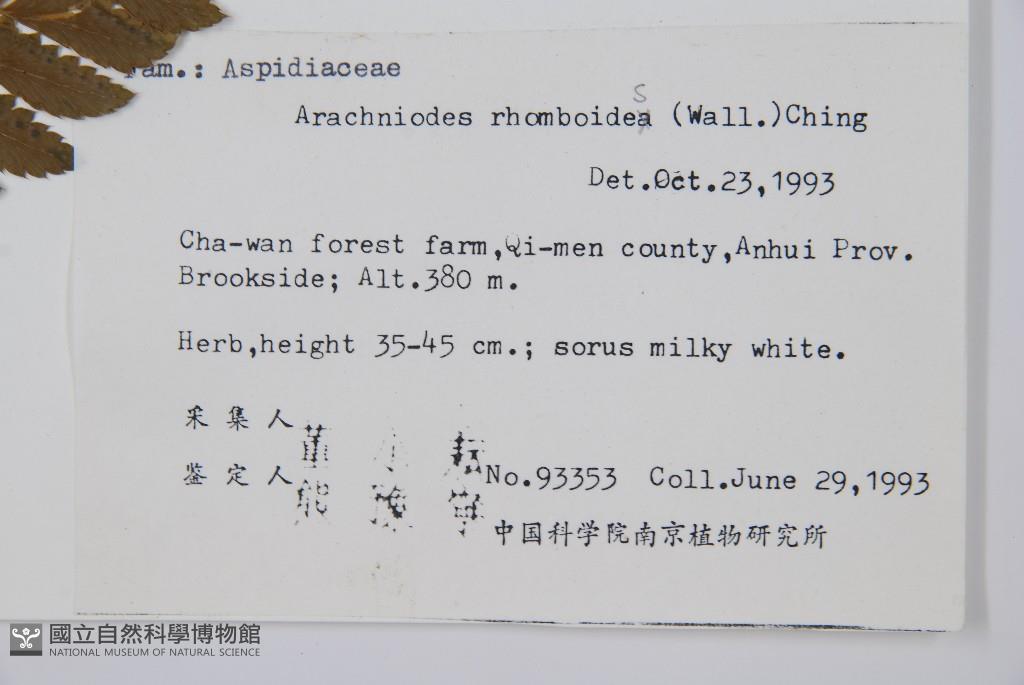 Fam.: Aspidiaceae
s
Arachniodes rhomboidea (Wall.)Ching
Det.Oct.23,1993
Cha-wan forest farm,Qi-men county,Anhui Prov.
Brookside; Alt.380 m.
Herb,height 35-45 cm.; sorus milky white.
采集人 董 小 耘
鉴定人 No.93353 Coll.June 29,1993
中国科学院南京植物研究所
國立自然科學博物館
NATIONAL MUSEUM OF NATURAL SCIENCE